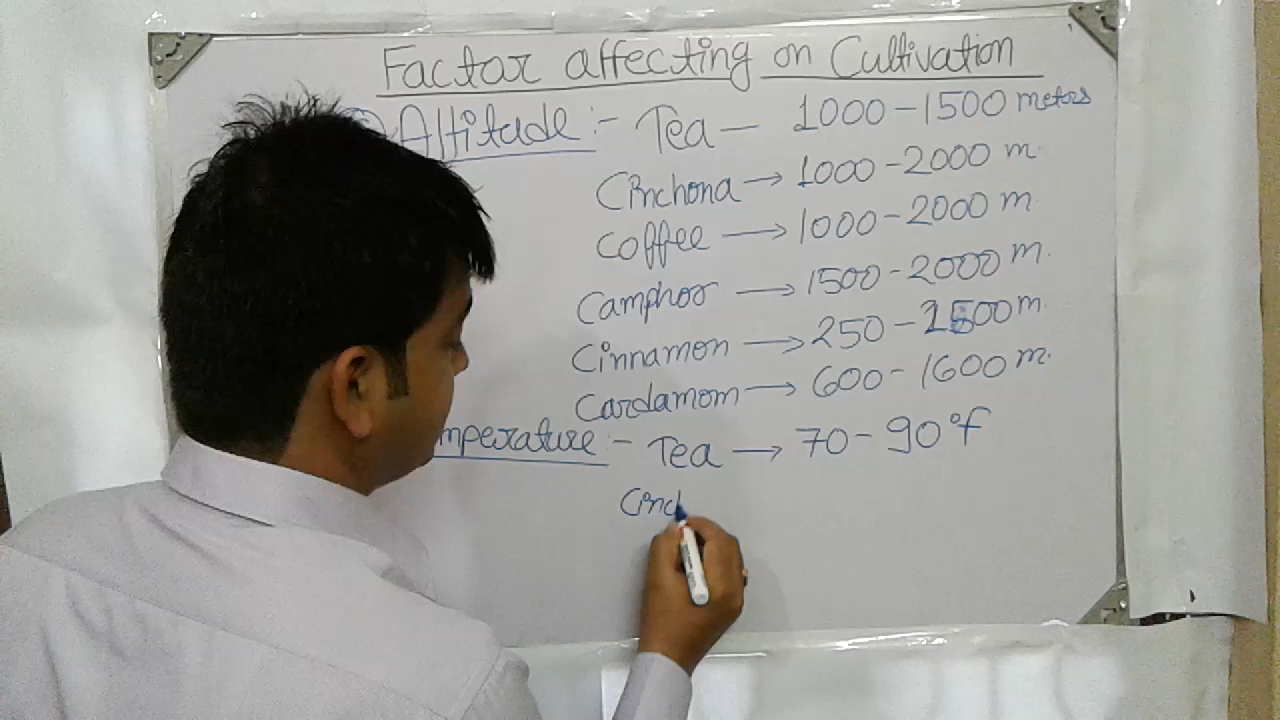 Factor affecting on Cultivation
Altitude :- Tea — 1000 - 1500 meters
Cinchona → 1000 - 2000 m.
Coffee → 1000 - 2000 m.
Camphor → 1500 - 2000 m.
Cinnamon → 250 - 1500 m.
Cardamom → 600 - 1600 m.
mperature :- Tea → 70 - 90°f
Cinc